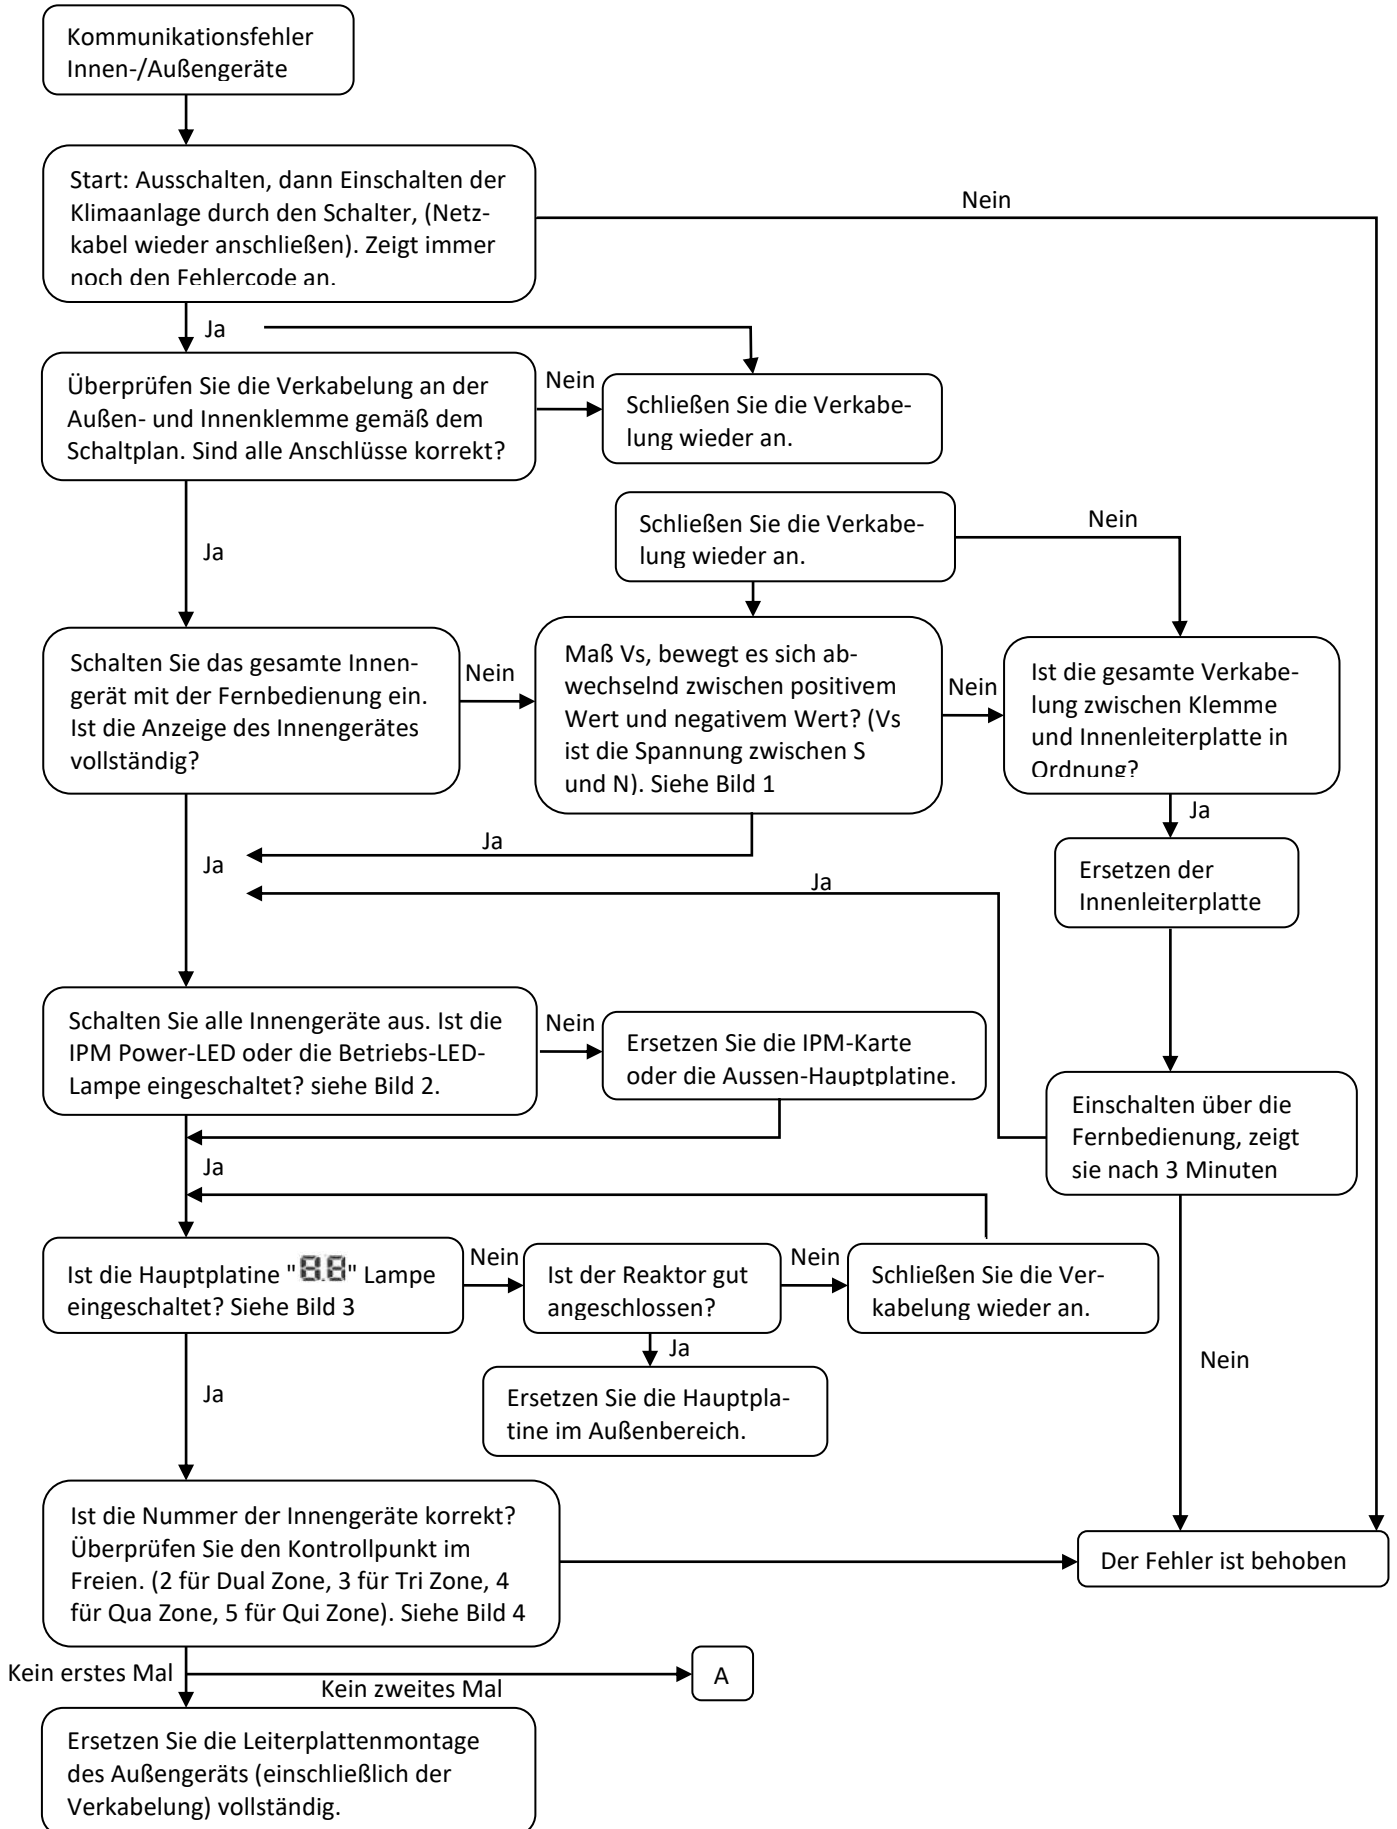 Kommunikationsfehler
Innen-/Außengeräte
Start: Ausschalten, dann Einschalten der
Klimaanlage durch den Schalter, (Netz-
kabel wieder anschließen). Zeigt immer
noch den Fehlercode an.
Nein
Ja
Überprüfen Sie die Verkabelung an der
Außen- und Innenklemme gemäß dem
Schaltplan. Sind alle Anschlüsse korrekt?
Nein
Schließen Sie die Verkabe-
lung wieder an.
Ja
Schließen Sie die Verkabe-
lung wieder an.
Nein
Schalten Sie das gesamte Innen-
gerät mit der Fernbedienung ein.
Ist die Anzeige des Innengerätes
vollständig?
Nein
Maß Vs, bewegt es sich ab-
wechselnd zwischen positivem
Wert und negativem Wert? (Vs
ist die Spannung zwischen S
und N). Siehe Bild 1
Nein
Ist die gesamte Verkabe-
lung zwischen Klemme
und Innenleiterplatte in
Ordnung?
Ja
Ja
Ja
Ja
Ersetzen der
Innenleiterplatte
Schalten Sie alle Innengeräte aus. Ist die
IPM Power-LED oder die Betriebs-LED-
Lampe eingeschaltet? siehe Bild 2.
Nein
Ersetzen Sie die IPM-Karte
oder die Aussen-Hauptplatine.
Einschalten über die
Fernbedienung, zeigt
sie nach 3 Minuten
Ja
Ist die Hauptplatine "8.8" Lampe
eingeschaltet? Siehe Bild 3
Nein
Ist der Reaktor gut
angeschlossen?
Nein
Schließen Sie die Ver-
kabelung wieder an.
Ja
Ersetzen Sie die Hauptpla-
tine im Außenbereich.
Nein
Ja
Ist die Nummer der Innengeräte korrekt?
Überprüfen Sie den Kontrollpunkt im
Freien. (2 für Dual Zone, 3 für Tri Zone, 4
für Qua Zone, 5 für Qui Zone). Siehe Bild 4
Der Fehler ist behoben
Kein erstes Mal
Kein zweites Mal
A
Ersetzen Sie die Leiterplattenmontage
des Außengeräts (einschließlich der
Verkabelung) vollständig.